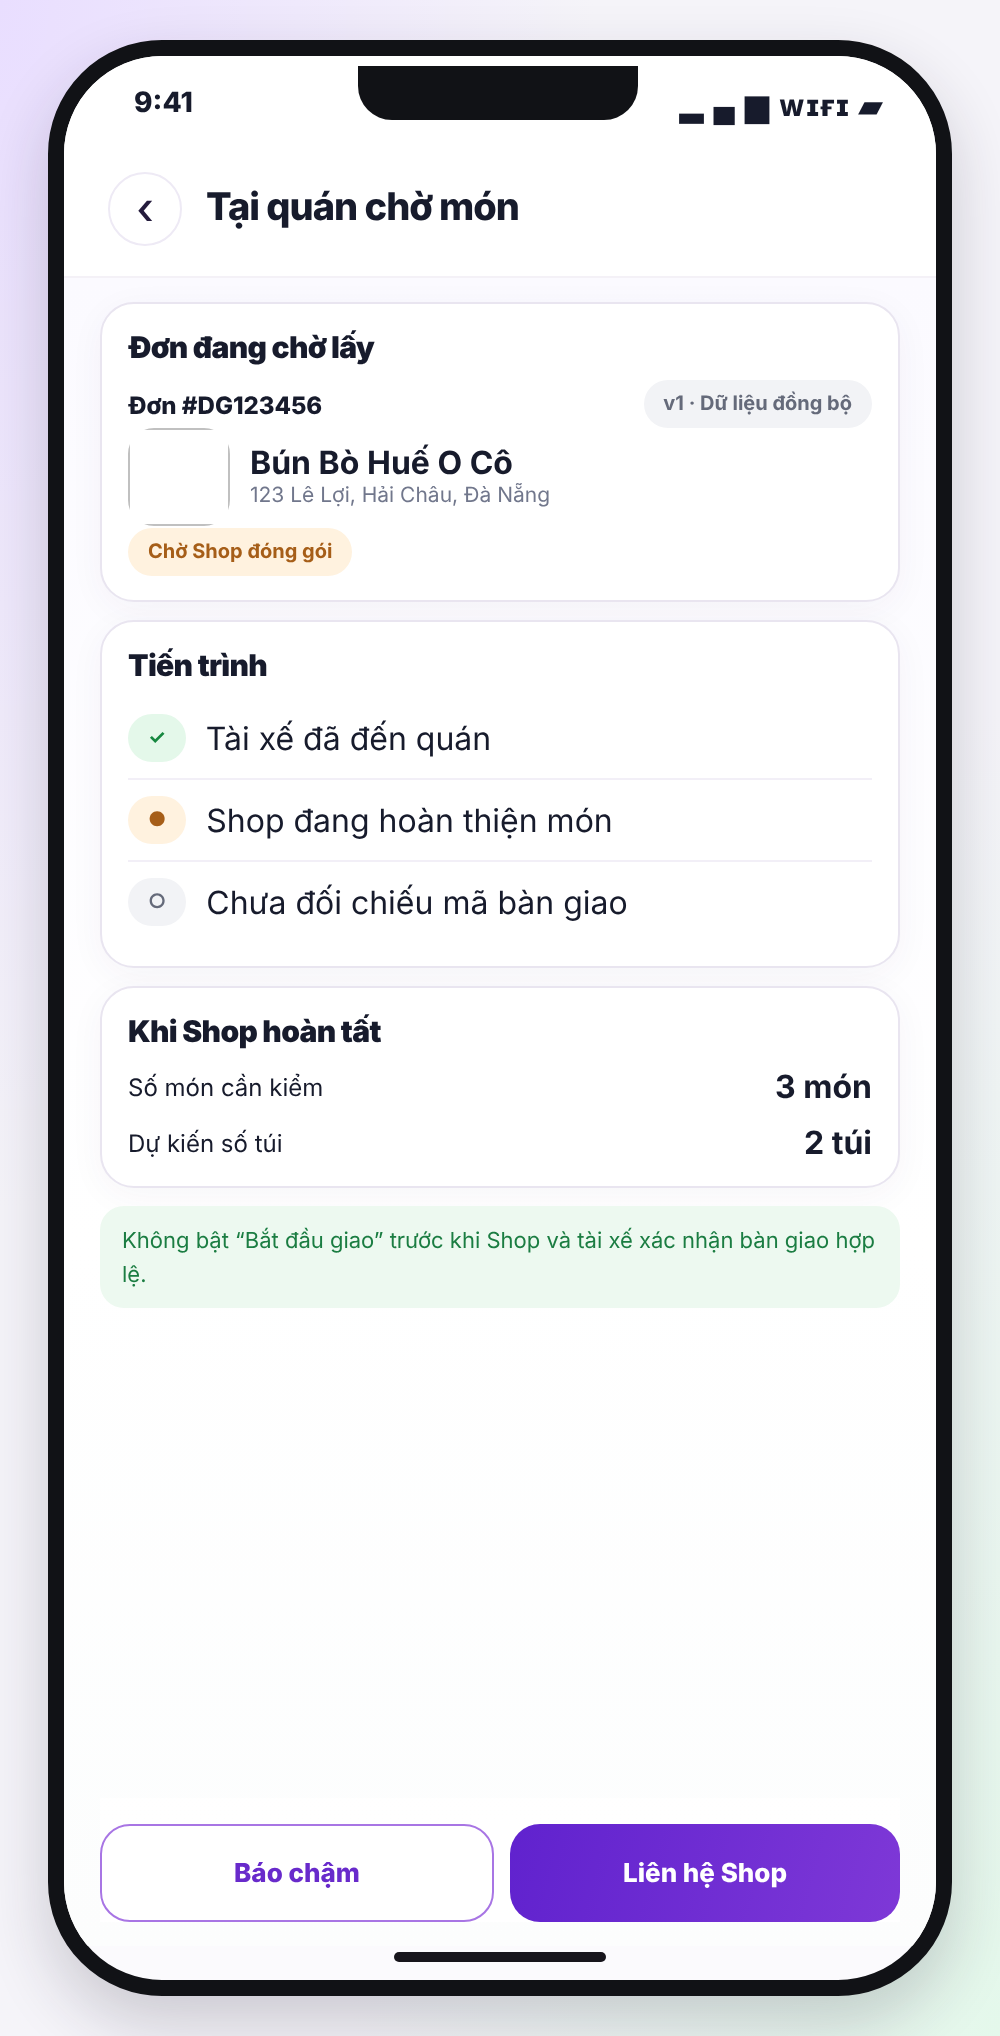 9:41
WIFI
Tại quán chờ món
Đơn đang chờ lấy
Đơn #DG123456
v1 · Dữ liệu đồng bộ
Bún Bò Huế O Cô
123 Lê Lợi, Hải Châu, Đà Nẵng
Chờ Shop đóng gói
Tiến trình
Tài xế đã đến quán
Shop đang hoàn thiện món
Chưa đối chiếu mã bàn giao
Khi Shop hoàn tất
Số món cần kiểm
3 món
Dự kiến số túi
2 túi
Không bật “Bắt đầu giao” trước khi Shop và tài xế xác nhận bàn giao hợp
lệ.
Báo chậm
Liên hệ Shop